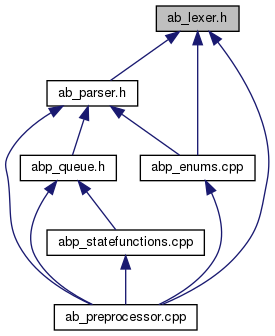 ab_lexer.h
ab_parser.h
abp_queue.h
abp_enums.cpp
abp_statefunctions.cpp
ab_preprocessor.cpp